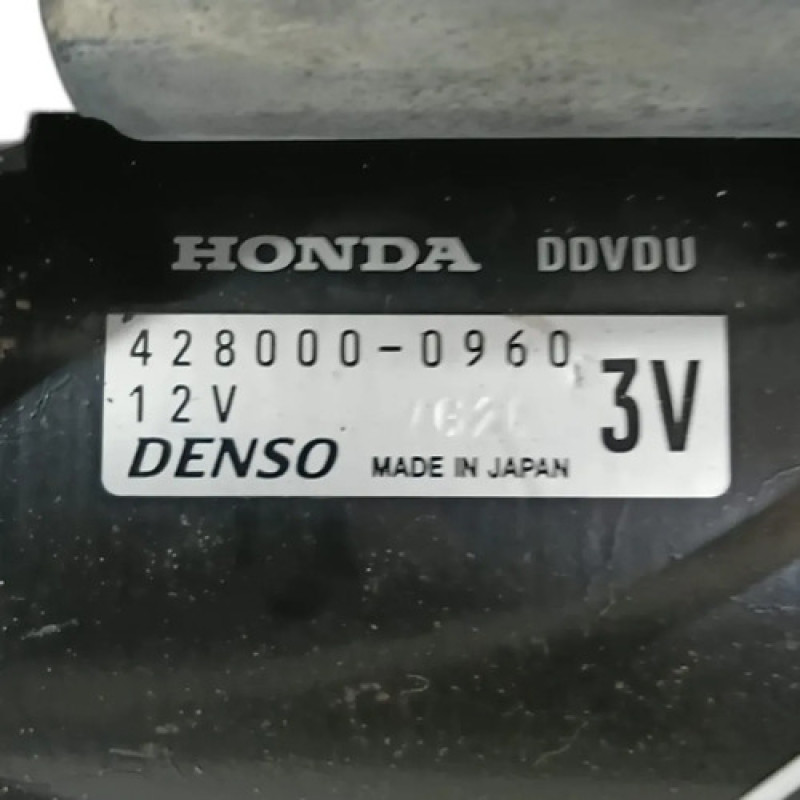 HONDA DDVDU
428000-0960
12V
3V
DENSO MADE IN JAPAN